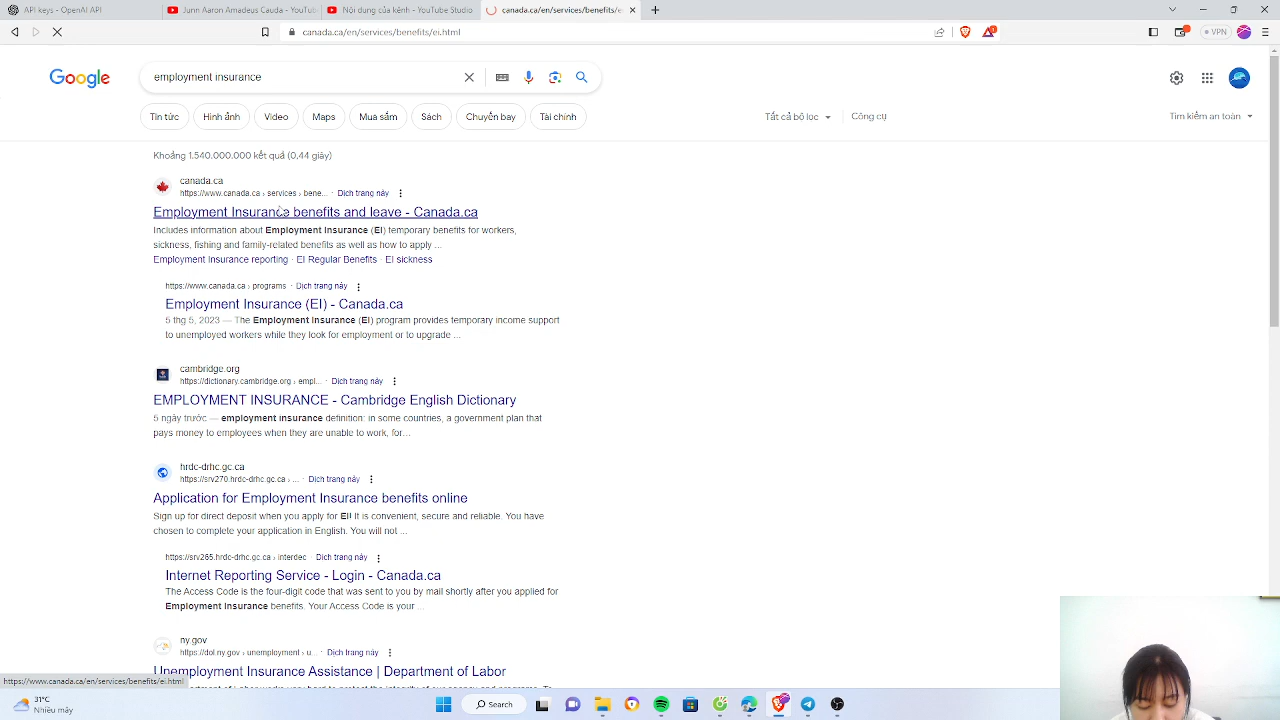 API keys - OpenAI API
Junn Aaron Amadeus Cauda - YouTub
Nội dung của kênh - YouTube Studio
canada.ca/en/services/benefits/e
canada.ca/en/services/benefits/ei.html
VPN
Google
employment insurance
Tin tức
Hình ảnh
Video
Maps
Mua sắm
Sách
Chuyến bay
Tài chính
Tất cả bộ lọc
Công cụ
Tìm kiếm an toàn
Khoảng 1.540.000.000 kết quả (0,44 giây)
canada.ca
https://www.canada.ca › services › bene... · Dịch trang này
Employment Insurance benefits and leave - Canada.ca
Includes information about Employment Insurance (EI) temporary benefits for workers,
sickness, fishing and family-related benefits as well as how to apply ...
Employment Insurance reporting · EI Regular Benefits · EI sickness
https://www.canada.ca › programs · Dịch trang này
Employment Insurance (EI) - Canada.ca
5 thg 5, 2023 — The Employment Insurance (EI) program provides temporary income support
to unemployed workers while they look for employment or to upgrade ...
cambridge.org
https://dictionary.cambridge.org › empl... · Dịch trang này
EMPLOYMENT INSURANCE - Cambridge English Dictionary
5 ngày trước — employment insurance definition: in some countries, a government plan that
pays money to employees when they are unable to work, for...
hrdc-drhc.gc.ca
https://srv270.hrdc-drhc.gc.ca › ... · Dịch trang này
Application for Employment Insurance benefits online
Sign up for direct deposit when you apply for EI! It is convenient, secure and reliable. You have
chosen to complete your application in English. You will not ...
https://srv265.hrdc-drhc.gc.ca › interdec · Dịch trang này
Internet Reporting Service - Login - Canada.ca
The Access Code is the four-digit code that was sent to you by mail shortly after you applied for
Employment Insurance benefits. Your Access Code is your ...
ny.gov
https://dol.ny.gov › unemployment › u... · Dịch trang này
Unemployment Insurance Assistance | Department of Labor
https://www.canada.ca/en/services/benefits/ei.html
31°C
Nhiều mây
Search